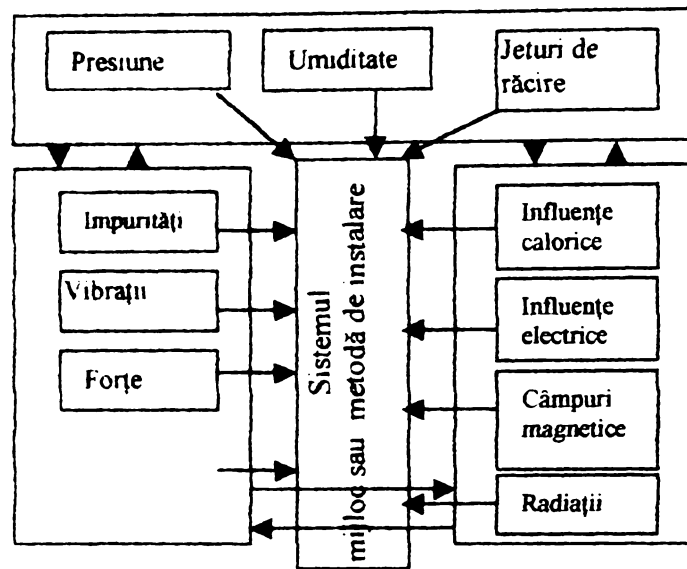 Presiune
Umiditate
Jeturi de
răcire
Impurități
Vibrații
Forțe
Sistemul
mijloc sau metodă de instalare
Influențe
calorice
Influențe
electrice
Câmpuri
magnetice
Radiații